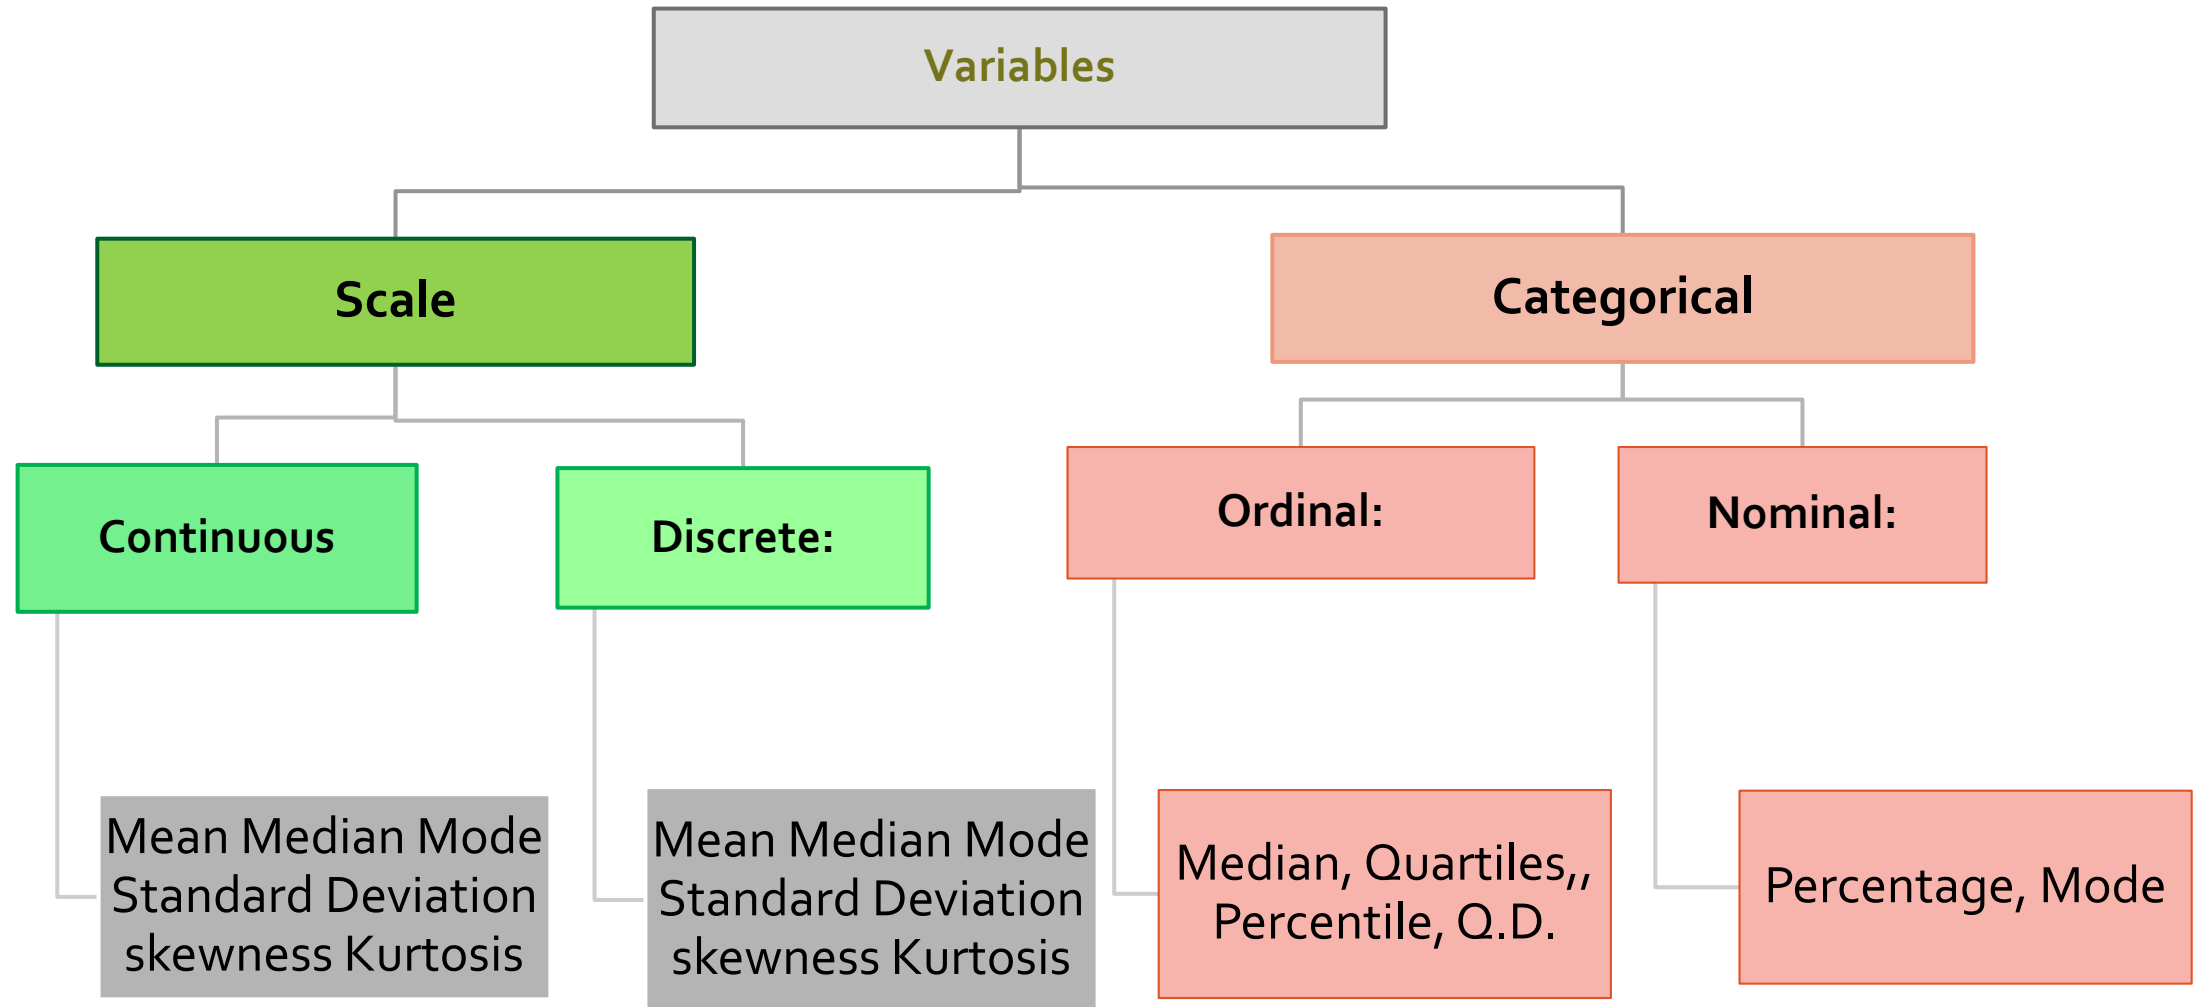 Variables
Scale
Categorical
Continuous
Discrete:
Ordinal:
Nominal:
Mean Median Mode
Standard Deviation
skewness Kurtosis
Mean Median Mode
Standard Deviation
skewness Kurtosis
Median, Quartiles,,
Percentile, Q.D.
Percentage, Mode